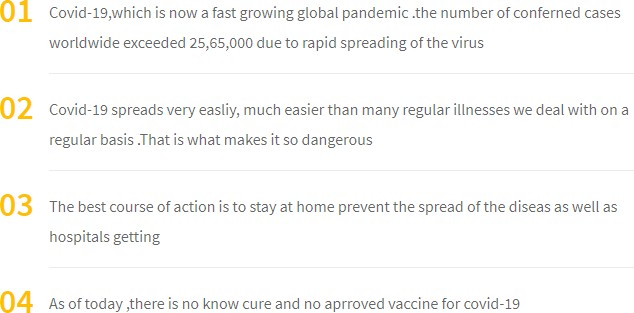 01 Covid-19,which is now a fast growing global pandemic .the number of conferned cases
worldwide exceeded 25,65,000 due to rapid spreading of the virus
02 Covid-19 spreads very easliy, much easier than many regular illnesses we deal with on a
regular basis .That is what makes it so dangerous
03 The best course of action is to stay at home prevent the spread of the diseas as well as
hospitals getting
04 As of today ,there is no know cure and no aprroved vaccine for covid-19